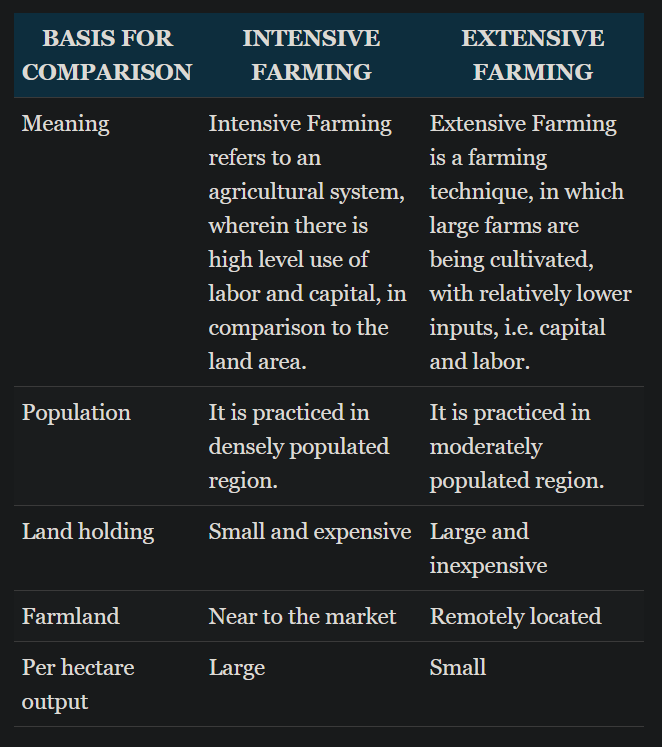 BASIS FOR COMPARISON
INTENSIVE FARMING
EXTENSIVE FARMING
Meaning
Intensive Farming
refers to an
agricultural system,
wherein there is
high level use of
labor and capital, in
comparison to the
land area.
Extensive Farming
is a farming
technique, in which
large farms are
being cultivated,
with relatively lower
inputs, i.e. capital
and labor.
Population
It is practiced in
densely populated
region.
It is practiced in
moderately
populated region.
Land holding
Small and expensive
Large and
inexpensive
Farmland
Near to the market
Remotely located
Per hectare
output
Large
Small